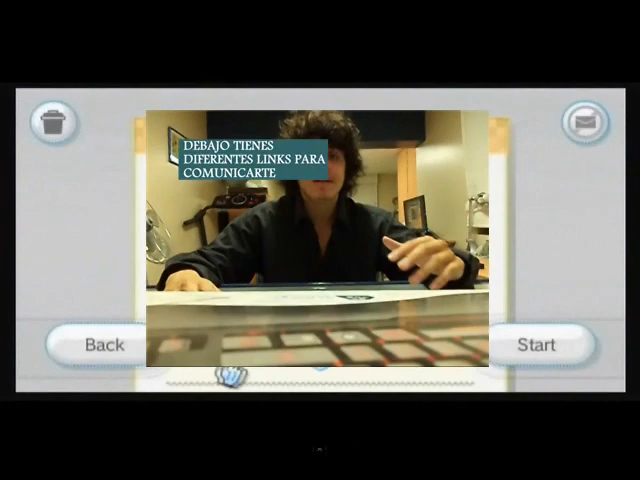 DEBAJO TIENES
DIFERENTES LINKS PARA
COMUNICARTE
Back
Start